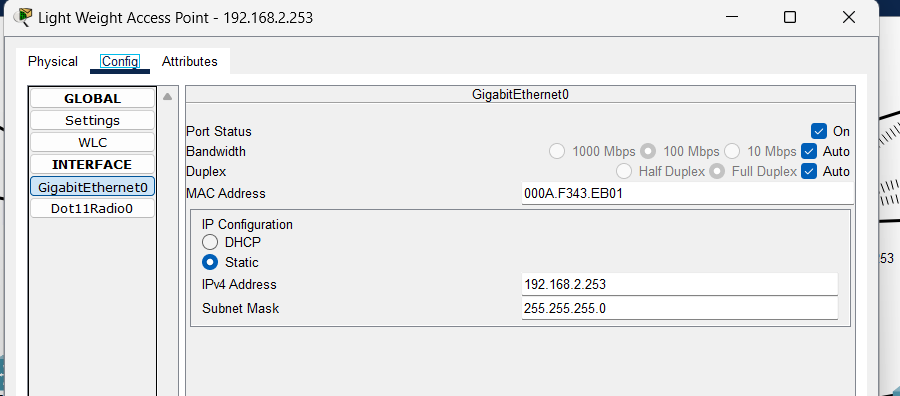 Light Weight Access Point - 192.168.2.253
Physical Config Attributes
GLOBAL
Settings
WLC
INTERFACE
GigabitEthernet0
Dot11Radio0
GigabitEthernet0
Port Status On
Bandwidth 1000 Mbps 100 Mbps 10 Mbps Auto
Duplex Half Duplex Full Duplex Auto
MAC Address 000A.F343.EB01
IP Configuration
DHCP
Static
IPv4 Address 192.168.2.253
Subnet Mask 255.255.255.0
53